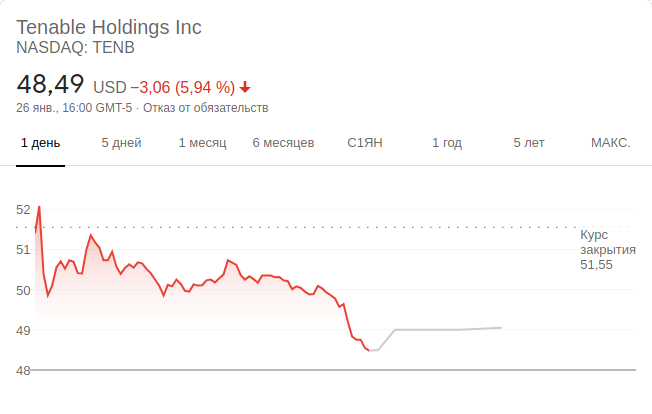 Tenable Holdings Inc
NASDAQ: TENB
48,49 USD −3,06 (5,94 %)
26 янв., 16:00 GMT-5 · Отказ от обязательств
1 день 5 дней 1 месяц 6 месяцев С1ЯН 1 год 5 лет МАКС.
52
Курс
закрытия
51,55
51
50
49
48